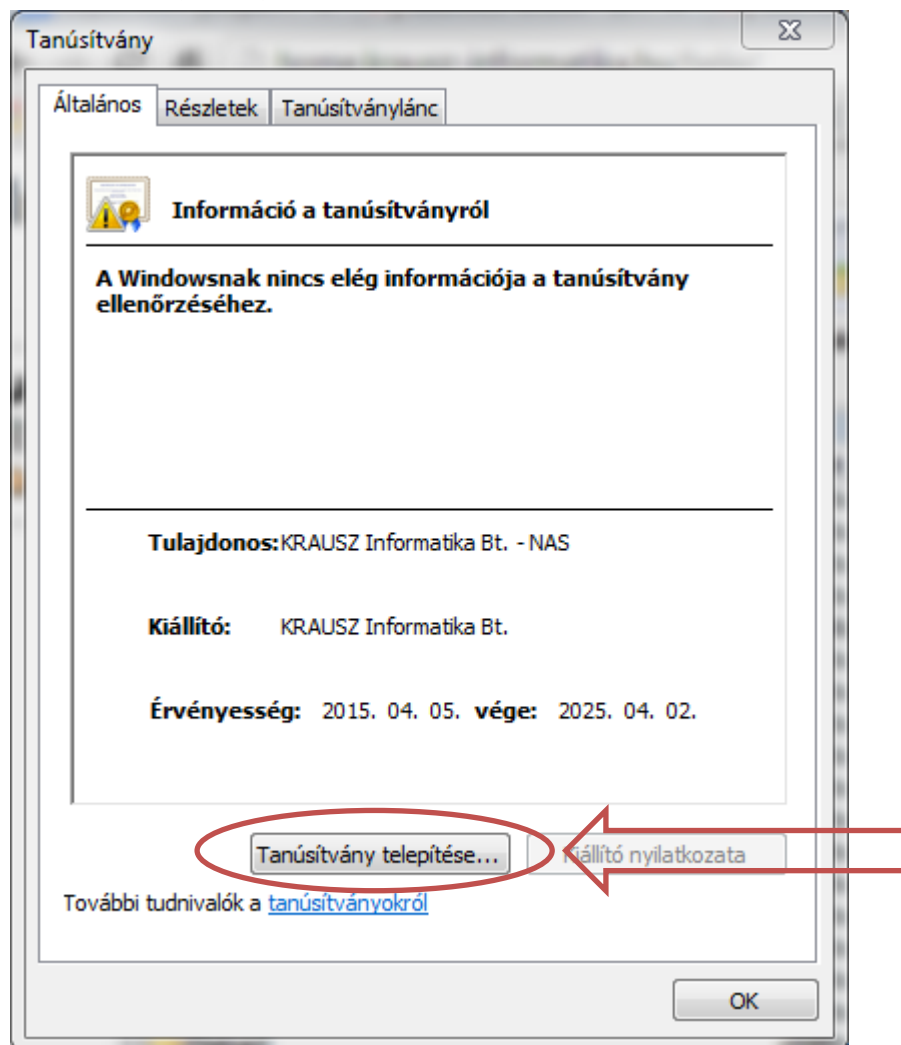 Tanúsítvány
Általános Részletek Tanúsítványlánc
Információ a tanúsítványról
A Windowsnak nincs elég információja a tanúsítvány
ellenőrzéséhez.
Tulajdonos: KRAUSZ Informatika Bt. - NAS
Kiállító: KRAUSZ Informatika Bt.
Érvényesség: 2015. 04. 05. vége: 2025. 04. 02.
Tanúsítvány telepítése... Kiállító nyilatkozata
További tudnivalók a tanúsítványokról
OK